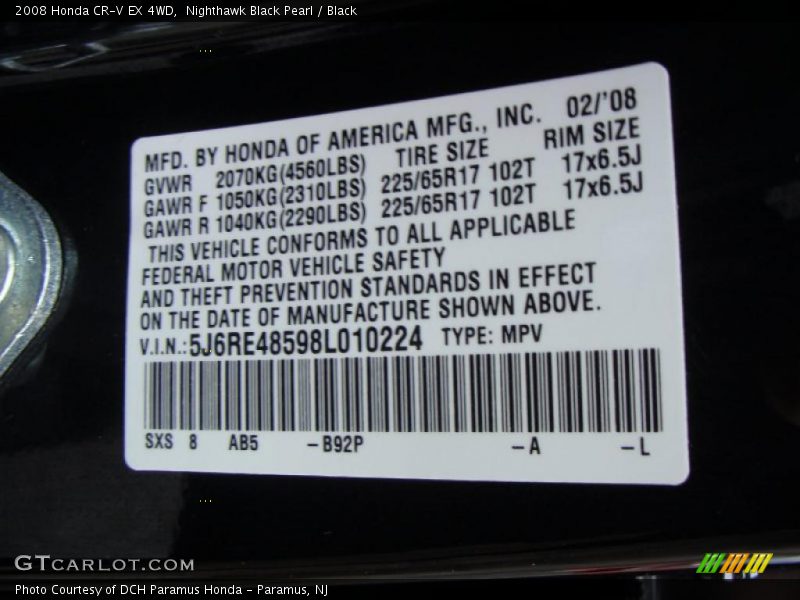 2008 Honda CR-V EX 4WD,  Nighthawk Black Pearl / Black
MFD. BY HONDA OF AMERICA MFG., INC. 02/'08
GVWR 2070KG(4560LBS) TIRE SIZE RIM SIZE
GAWR F 1050KG(2310LBS) 225/65R17 102T 17x6.5J
GAWR R 1040KG(2290LBS) 225/65R17 102T 17x6.5J
THIS VEHICLE CONFORMS TO ALL APPLICABLE
FEDERAL MOTOR VEHICLE SAFETY
AND THEFT PREVENTION STANDARDS IN EFFECT
ON THE DATE OF MANUFACTURE SHOWN ABOVE.
V.I.N.:5J6RE48598L010224 TYPE: MPV
SXS 8 AB5 -B92P -A -L
GTCARLOT.COM
Photo Courtesy of DCH Paramus Honda - Paramus, NJ